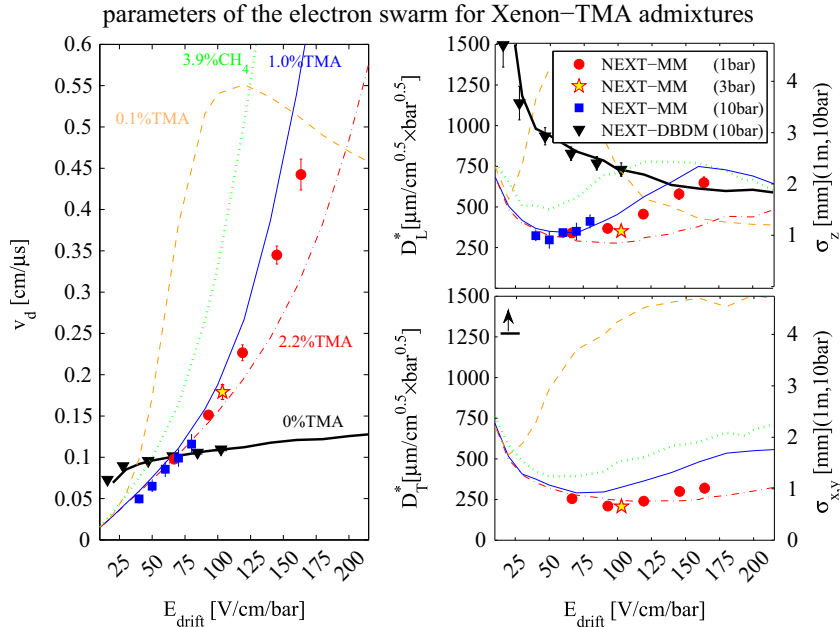 parameters of the electron swarm for Xenon−TMA admixtures
0.6
0.55
0.5
0.45
0.4
0.35
0.3
0.25
0.2
0.15
0.1
0.05
0
v_d [cm/μs]
3.9%CH₄
1.0%TMA
0.1%TMA
2.2%TMA
0%TMA
25 50 75 100 125 150 175 200
E_drift [V/cm/bar]
1500
1250
1000
750
500
250
D*_L [μm/cm^0.5×bar^0.5]
NEXT−MM (1bar)
NEXT−MM (3bar)
NEXT−MM (10bar)
NEXT−DBDM (10bar)
4
3
2
1
0
σ_z [mm](1m,10bar)
1500
1250
1000
750
500
250
0
D*_T [μm/cm^0.5×bar^0.5]
4
3
2
1
0
σ_x,y [mm](1m,10bar)
25 50 75 100 125 150 175 200
E_drift [V/cm/bar]